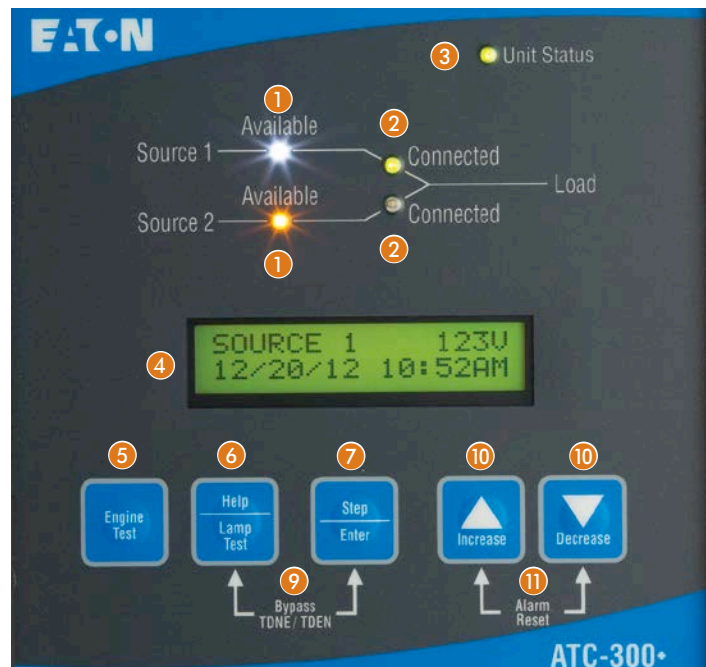 EATON
3 Unit Status
1
Available
2
Source 1
Connected
Available
Load
Source 2
Connected
1
2
4
SOURCE 1 123V
12/20/12 10:52AM
5
6
7
10
10
Engine
Test
Help
Lamp
Test
Step
Enter
Increase
Decrease
9
Bypass
TDNE / TDEN
11
Alarm
Reset
ATC-300+